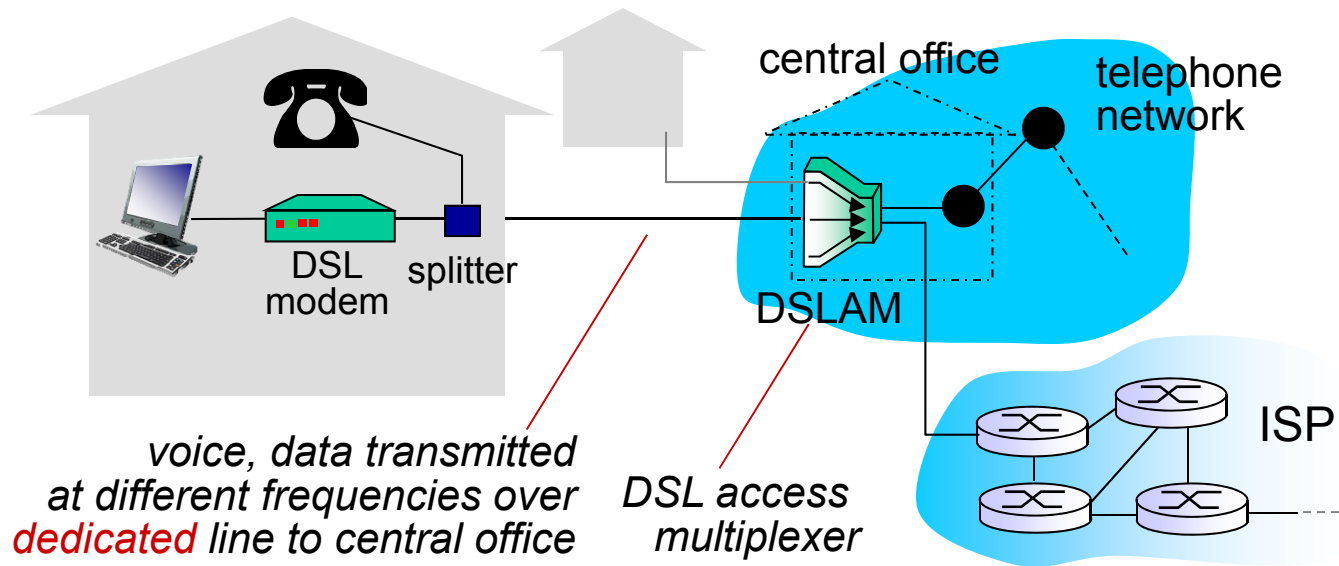 central office
telephone
network
DSL
modem
splitter
DSLAM
ISP
voice, data transmitted
at different frequencies over
dedicated line to central office
DSL access
multiplexer